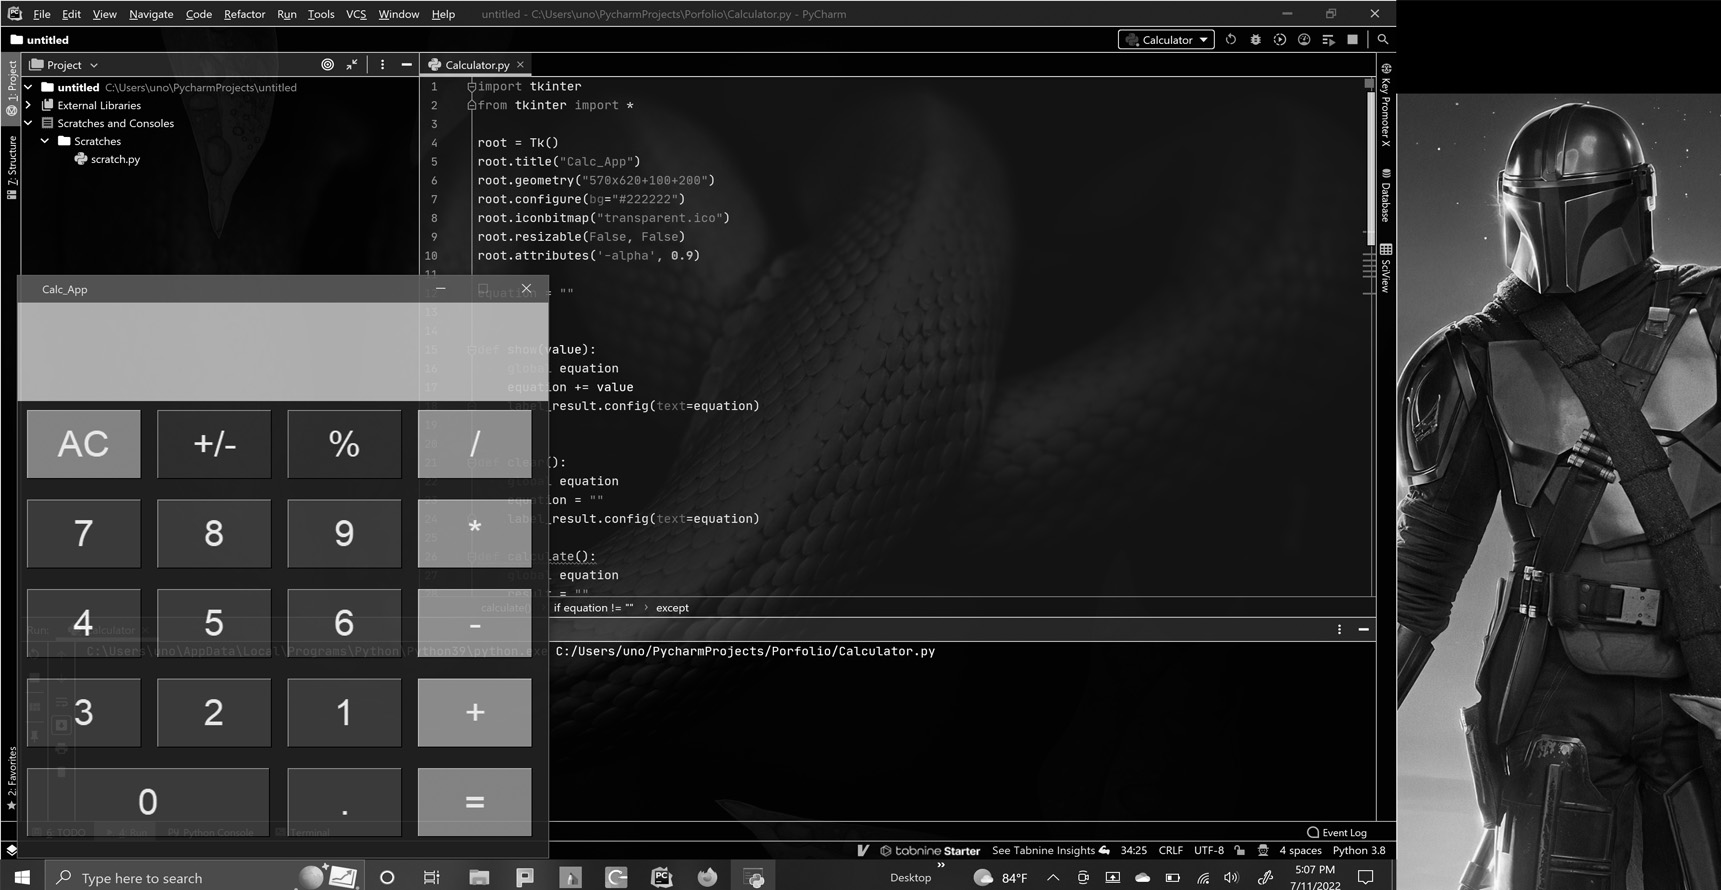 File Edit View Navigate Code Refactor Run Tools VCS Window Help untitled - C:\Users\uno\PycharmProjects\Porfolio\Calculator.py - PyCharm
untitled
Calculator
1: Project
Project
Calculator.py
untitled C:\Users\uno\PycharmProjects\untitled
External Libraries
Scratches and Consoles
Scratches
scratch.py
7: Structure
2: Favorites
1 import tkinter
2 from tkinter import *
3
4 root = Tk()
5 root.title("Calc_App")
6 root.geometry("570x620+100+200")
7 root.configure(bg="#222222")
8 root.iconbitmap("transparent.ico")
9 root.resizable(False, False)
10 root.attributes('-alpha', 0.9)
11
12 equation = ""
13
14
15 def show(value):
16 global equation
17 equation += value
18 label_result.config(text=equation)
19
20
21 def clear():
22 global equation
23 equation = ""
24 label_result.config(text=equation)
25
26 def calculate():
27 global equation
result = ""
calculate() if equation != "" › except
Key Promoter X
Database
SciView
Calc_App
AC +/- % /
7 8 9 *
4 5 6 -
3 2 1 +
0 . =
Run: Calculator
C:\Users\uno\AppData\Local\Programs\Python\Python39\python.exe C:/Users/uno/PycharmProjects/Porfolio/Calculator.py
6: TODO 4: Run Python Console Terminal
Event Log
tabnine Starter See Tabnine Insights 34:25 CRLF UTF-8 4 spaces Python 3.8
Type here to search
Desktop
84°F
5:07 PM
7/11/2022